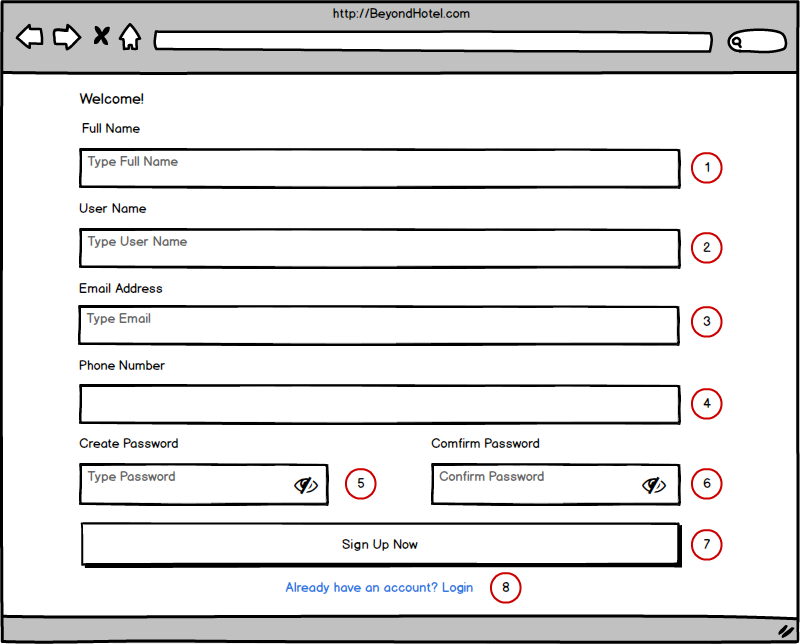 http://BeyondHotel.com
Welcome!
Full Name
Type Full Name
1
User Name
Type User Name
2
Email Address
Type Email
3
Phone Number
4
Create Password
Comfirm Password
Type Password
5
Confirm Password
6
Sign Up Now
7
Already have an account? Login
8